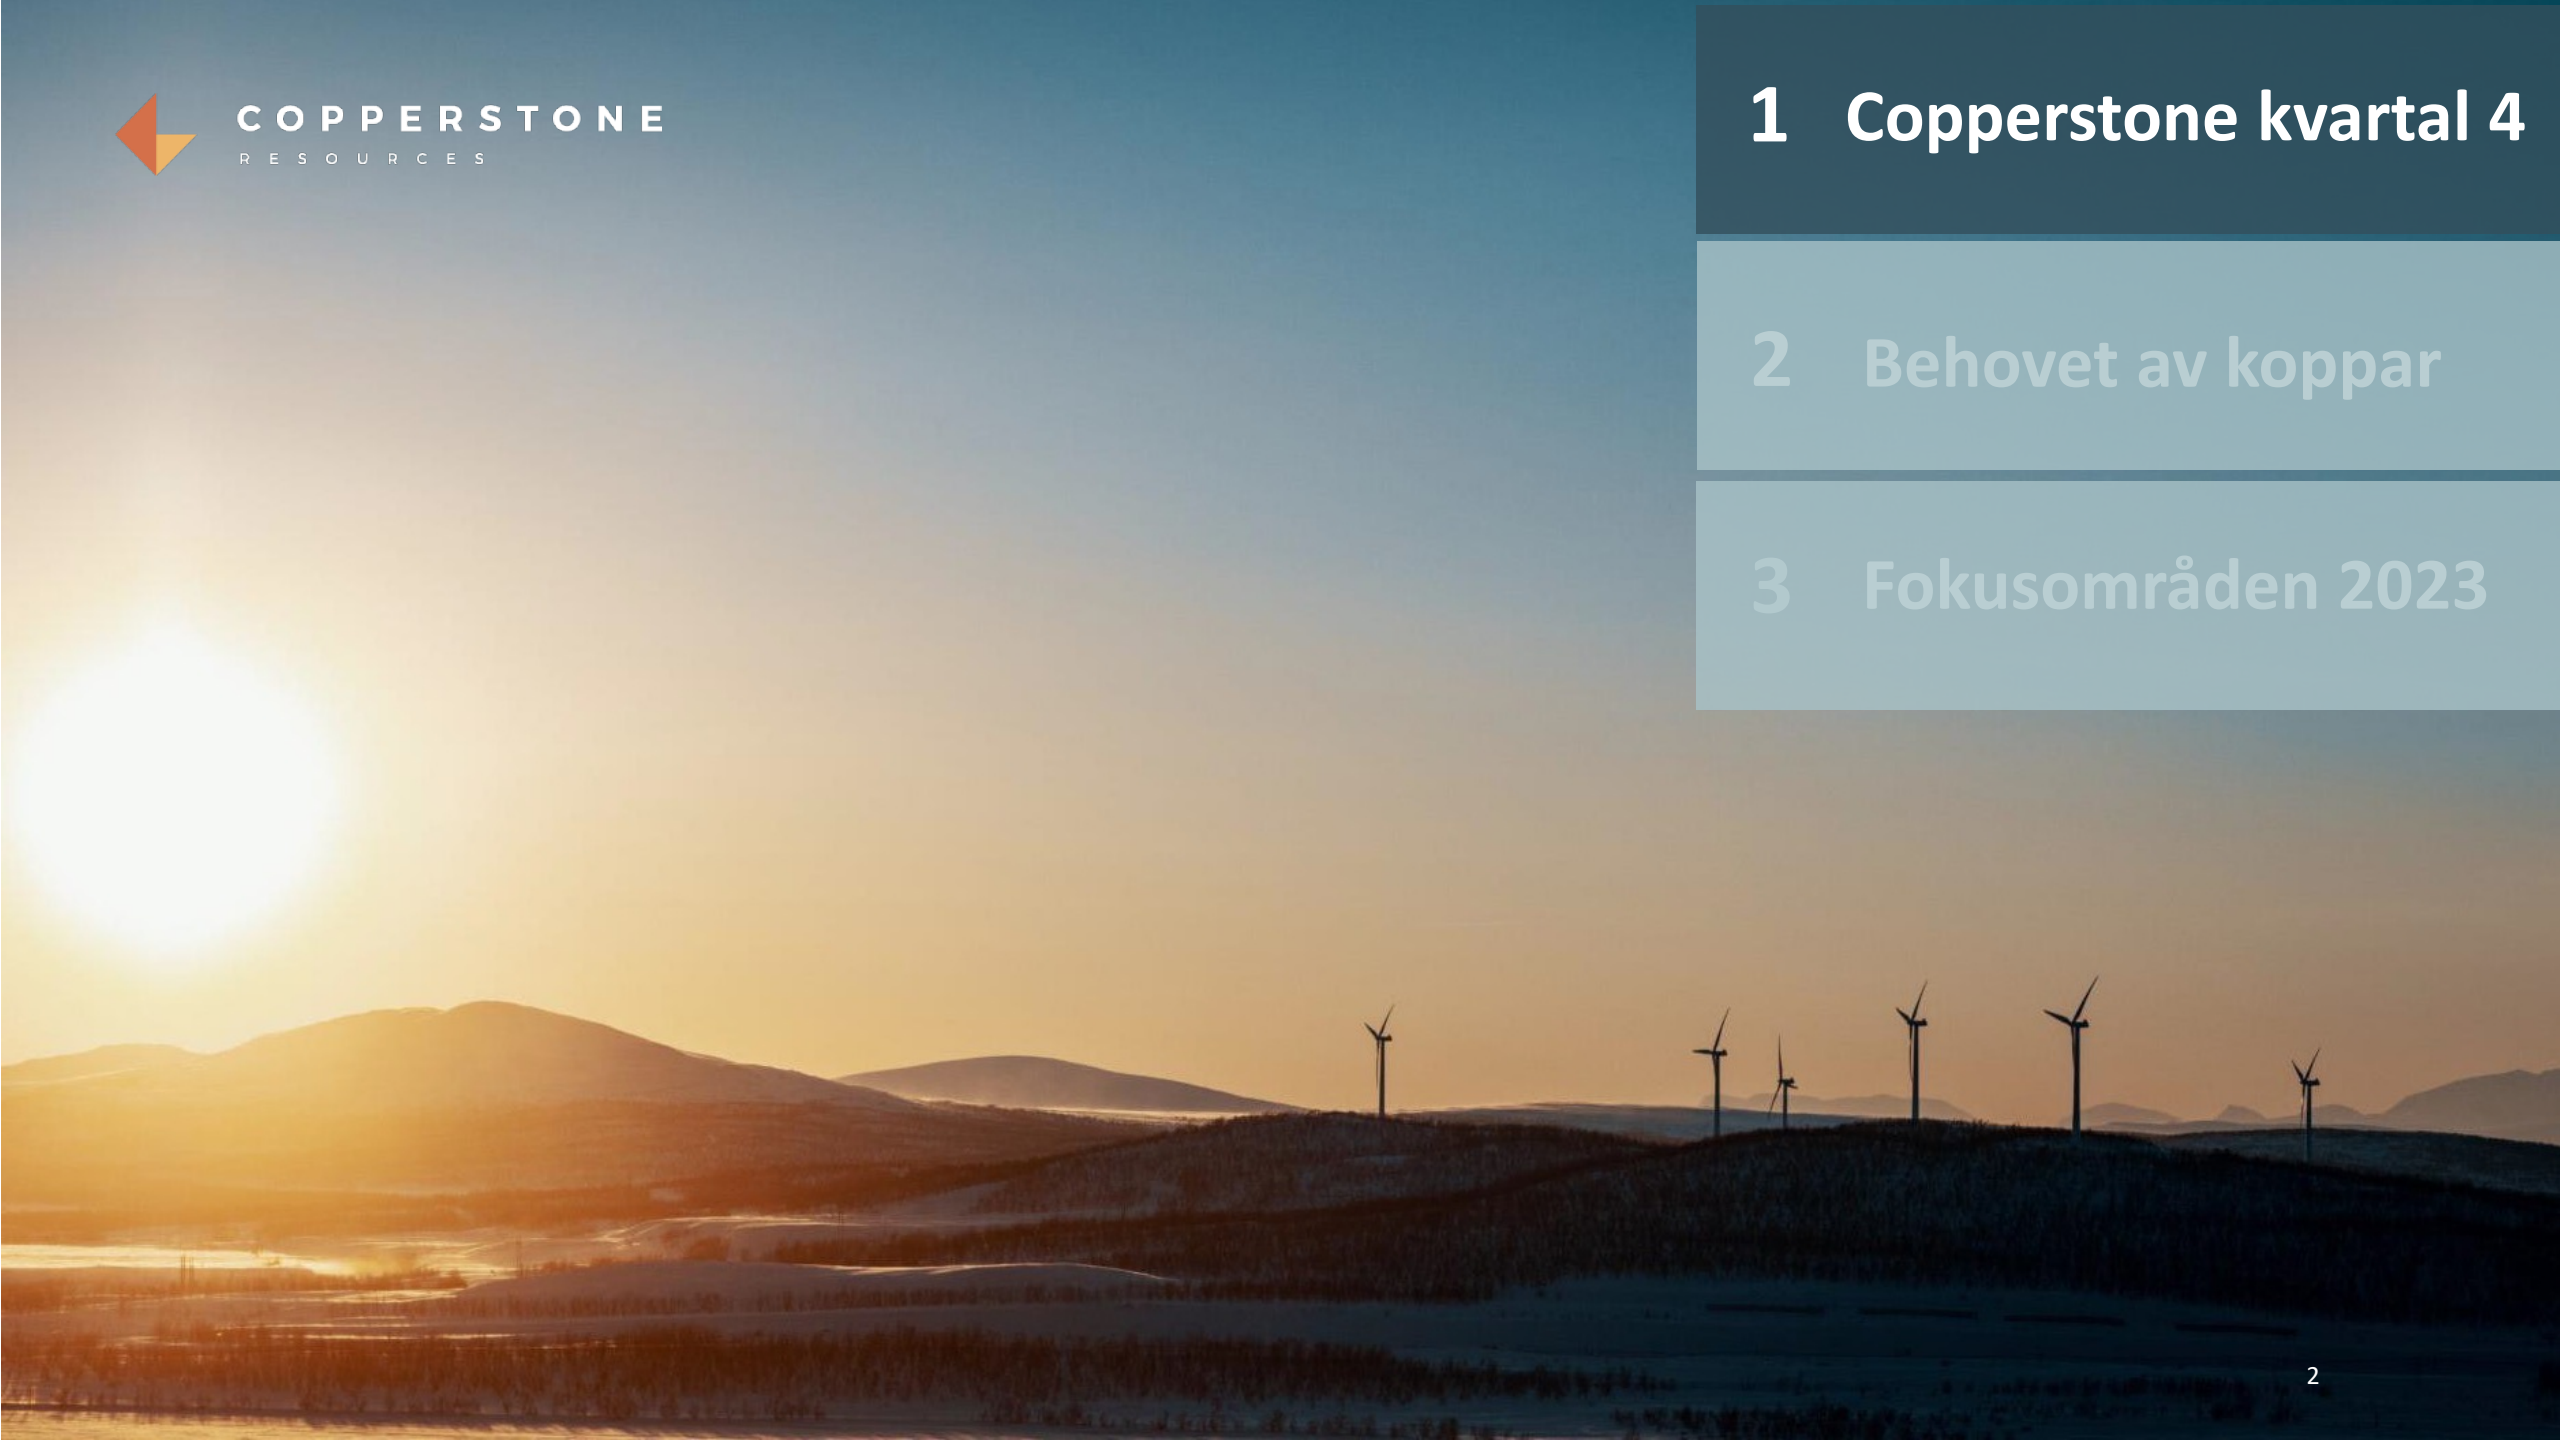 COPPERSTONE
RESOURCES
1 Copperstone kvartal 4
2 Behovet av koppar
3 Fokusområden 2023
2